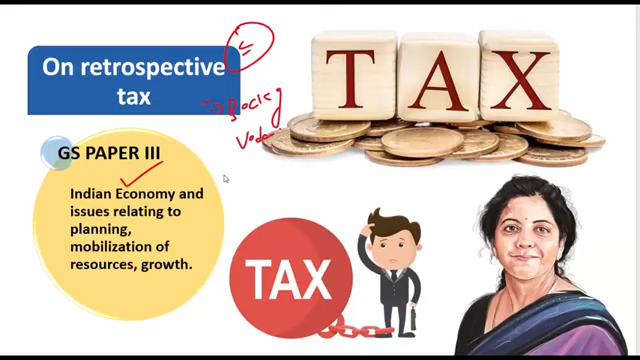 On retrospective
tax
TAX
GS PAPER III
Indian Economy and
issues relating to
planning,
mobilization of
resources, growth.
TAX